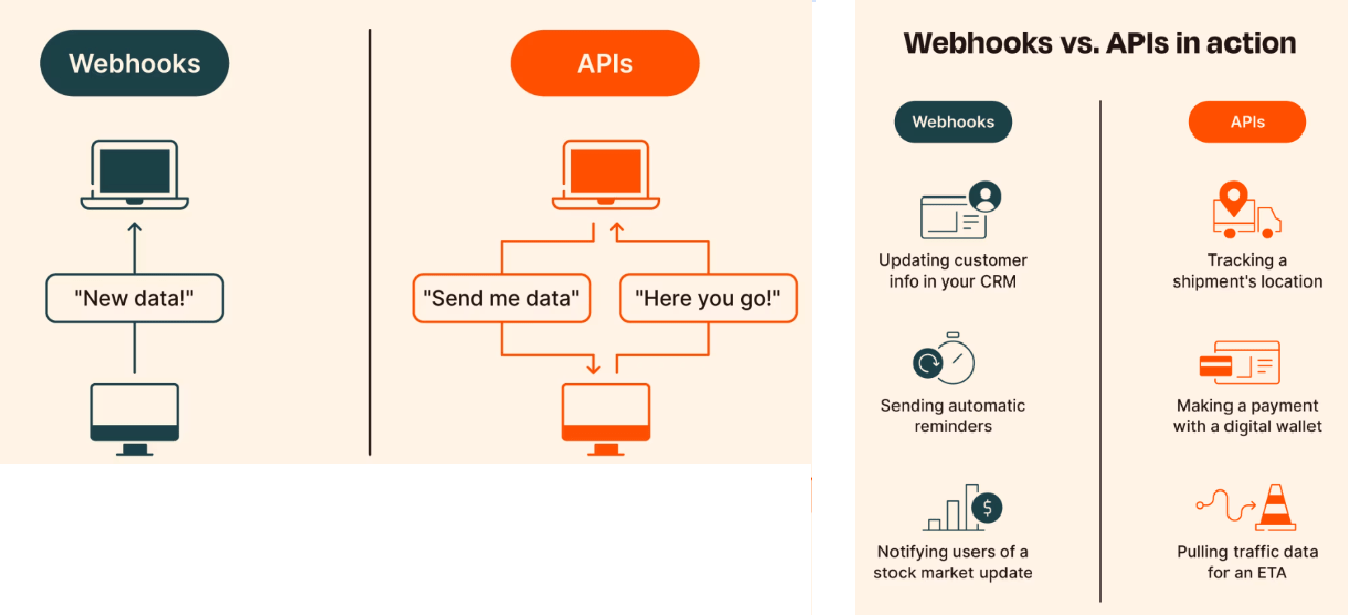 Webhooks
APIs
"New data!"
"Send me data"
"Here you go!"
Webhooks vs. APIs in action
Webhooks
APIs
Updating customer
info in your CRM
Tracking a
shipment's location
Sending automatic
reminders
Making a payment
with a digital wallet
Notifying users of a
stock market update
Pulling traffic data
for an ETA
$